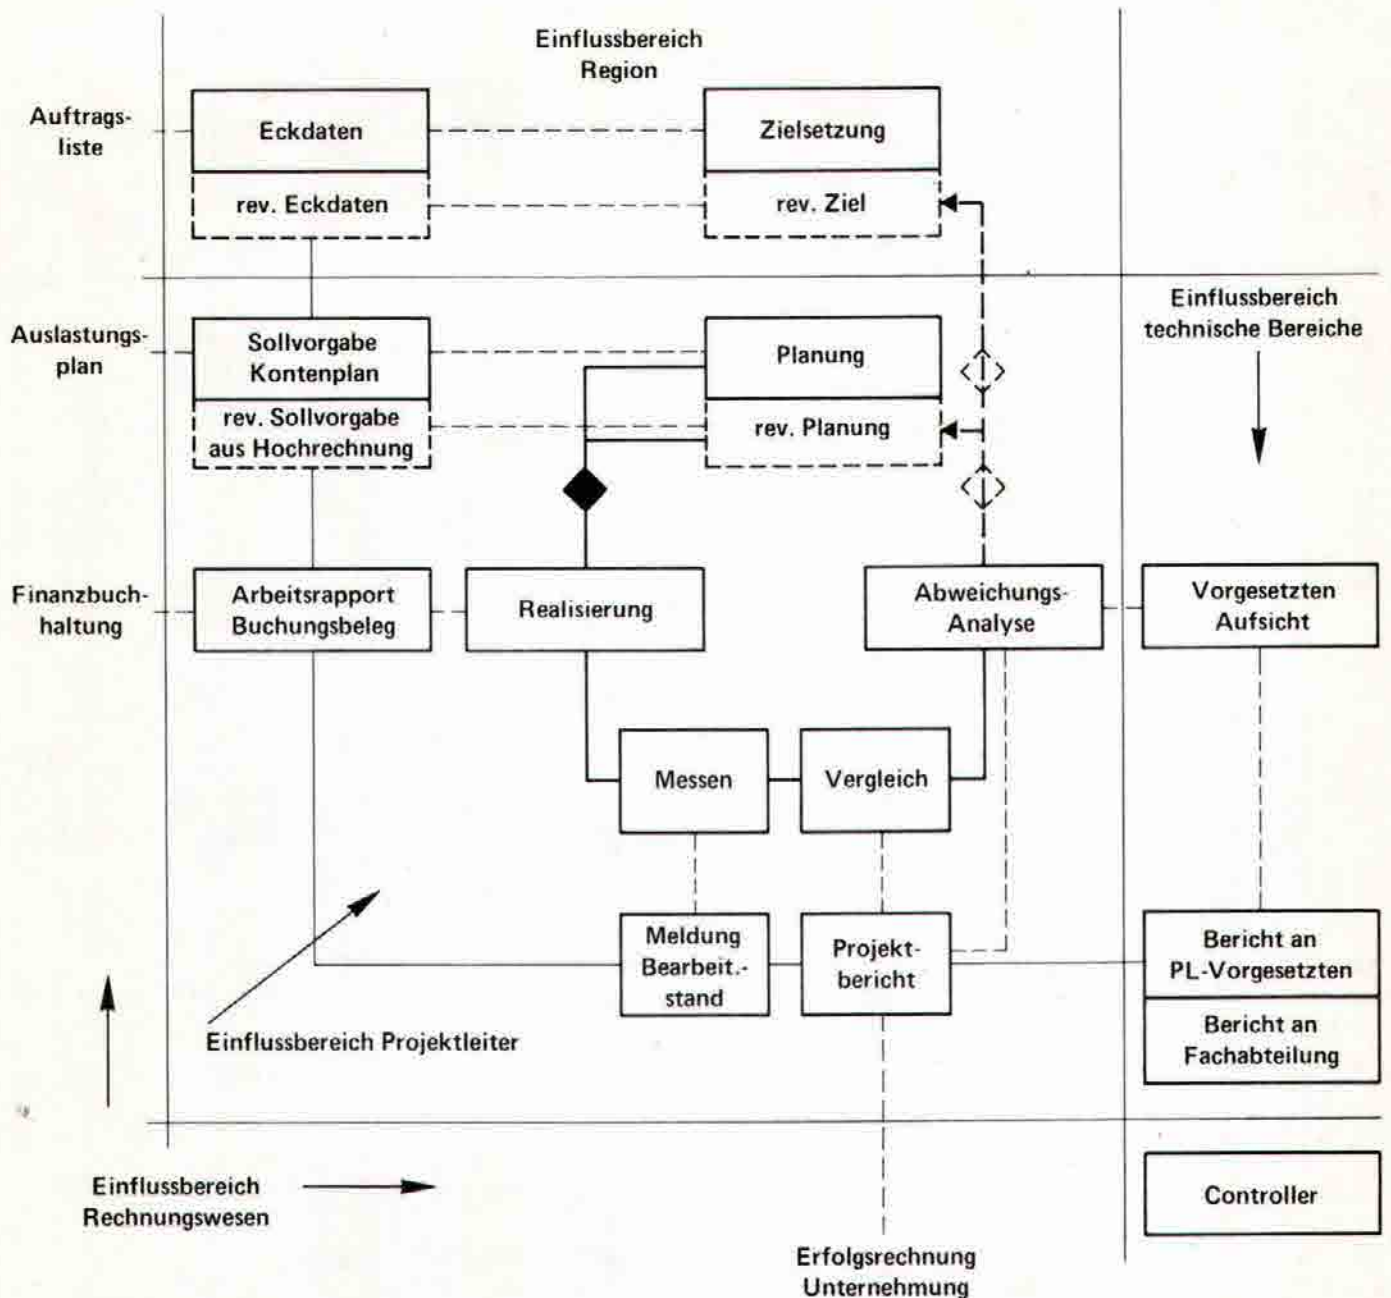 Einflussbereich
Region
Auftrags-
liste
Eckdaten
Zielsetzung
rev. Eckdaten
rev. Ziel
Auslastungs-
plan
Sollvorgabe
Kontenplan
Planung
Einflussbereich
technische Bereiche
rev. Sollvorgabe
aus Hochrechnung
rev. Planung
Finanzbuch-
haltung
Arbeitsrapport
Buchungsbeleg
Realisierung
Abweichungs-
Analyse
Vorgesetzten
Aufsicht
Messen
Vergleich
Meldung
Bearbeit.-
stand
Projekt-
bericht
Bericht an
PL-Vorgesetzten
Bericht an
Fachabteilung
Einflussbereich Projektleiter
Einflussbereich
Rechnungswesen
Controller
Erfolgsrechnung
Unternehmung